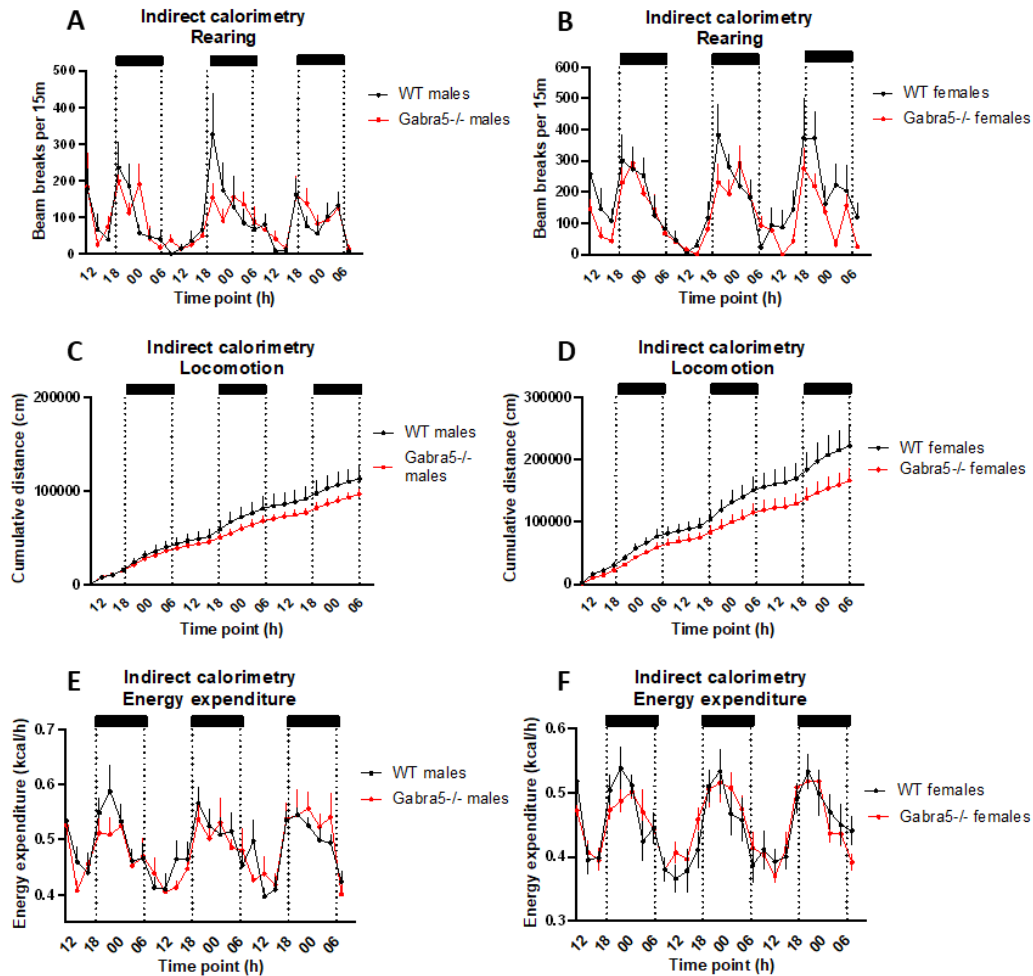 A
Indirect calorimetry
Rearing
Beam breaks per 15m
500
400
300
200
100
0
12 18 00 06 12 18 00 06 12 18 00 06
Time point (h)
WT males
Gabra5-/- males
B
Indirect calorimetry
Rearing
Beam breaks per 15m
600
500
400
300
200
100
0
12 18 00 06 12 18 00 06 12 18 00 06
Time point (h)
WT females
Gabra5-/- females
C
Indirect calorimetry
Locomotion
Cumulative distance (cm)
200000
100000
0
12 18 00 06 12 18 00 06 12 18 00 06
Time point (h)
WT males
Gabra5-/-
males
D
Indirect calorimetry
Locomotion
Cumulative distance (cm)
300000
200000
100000
0
12 18 00 06 12 18 00 06 12 18 00 06
Time point (h)
WT females
Gabra5-/- females
E
Indirect calorimetry
Energy expenditure
Energy expenditure (kcal/h)
0.7
0.6
0.5
0.4
12 18 00 06 12 18 00 06 12 18 00 06
Time point (h)
WT males
Gabra5-/- males
F
Indirect calorimetry
Energy expenditure
Energy expenditure (kcal/h)
0.6
0.5
0.4
0.3
12 18 00 06 12 18 00 06 12 18 00 06
Time point (h)
WT females
Gabra5-/- females